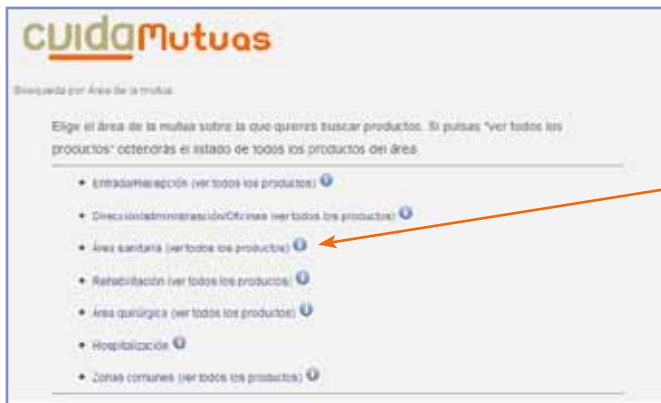 cuidamutuas
Búsqueda por Área de la mutua
Elige el área de la mutua sobre la que quieres buscar productos. Si pulsas "ver todos los
productos" obtendrás el listado de todos los productos del área
• Entrada/Recepción (ver todos los productos)
• Dirección/administración/Oficinas (ver todos los productos)
• Área sanitaria (ver todos los productos)
• Rehabilitación (ver todos los productos)
• Área quirúrgica (ver todos los productos)
• Hospitalización
• Zonas comunes (ver todos los productos)